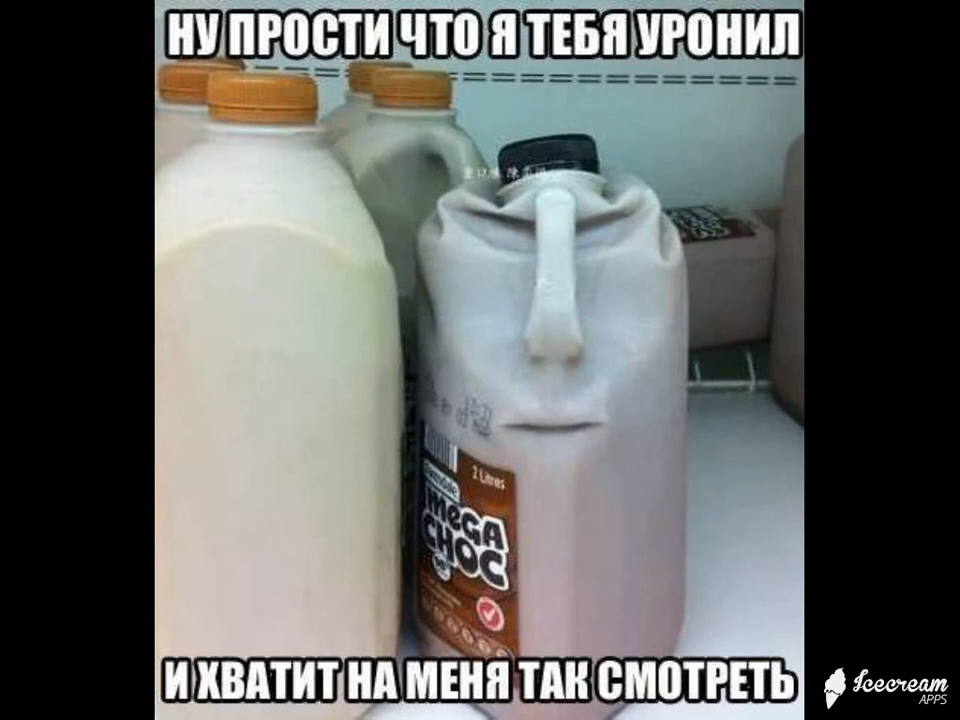 НУ ПРОСТИ ЧТО Я ТЕБЯ УРОНИЛ
2 Litres
meGA
CHOC
И ХВАТИТ НА МЕНЯ ТАК СМОТРЕТЬ
Icecream
APPS